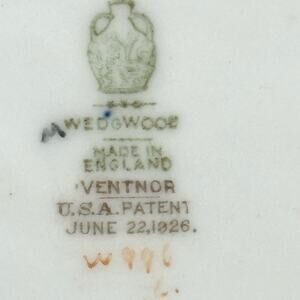 WEDGWOOD
MADE IN
ENGLAND
VENTNOR
U.S.A. PATENT
JUNE 22, 1926.
W996